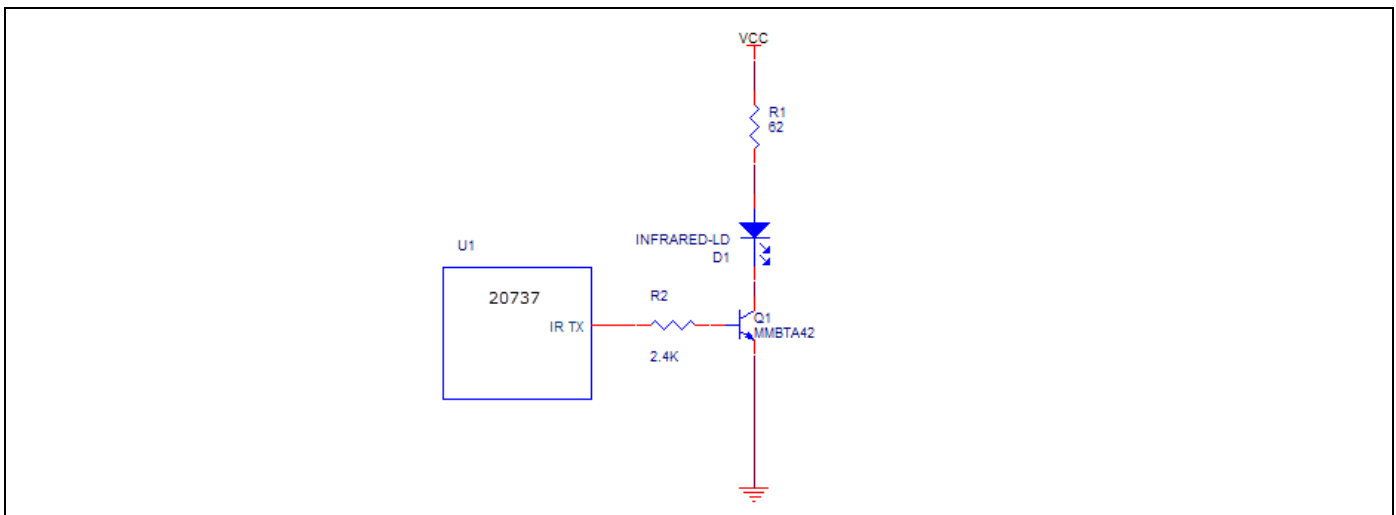 VCC
R1
62
INFRARED-LD
D1
U1
20737
IR TX
R2
2.4K
Q1
MMBTA42